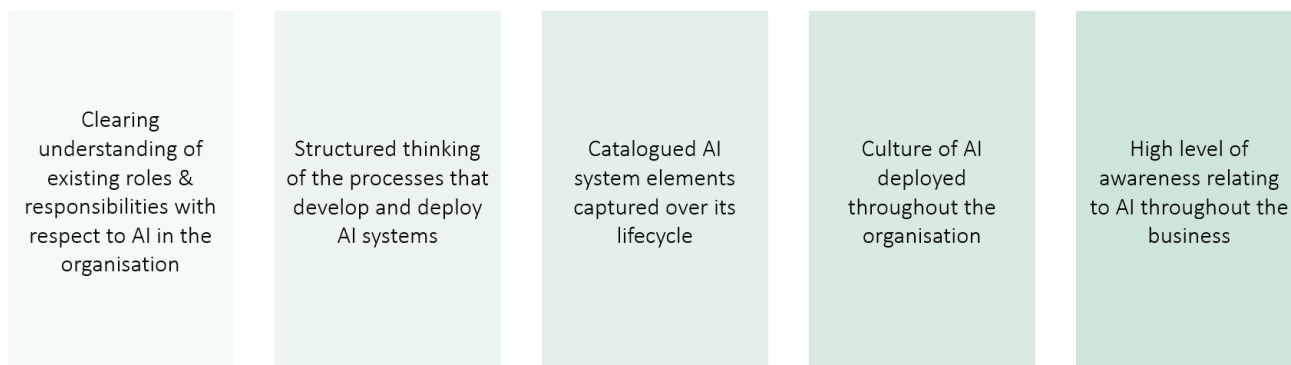 Clearing
understanding of
existing roles &
responsibilities with
respect to AI in the
organisation
Structured thinking
of the processes that
develop and deploy
AI systems
Catalogued AI
system elements
captured over its
lifecycle
Culture of AI
deployed
throughout the
organisation
High level of
awareness relating
to AI throughout the
business